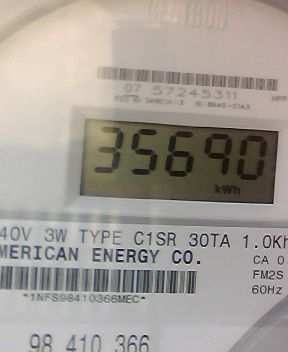 CENTRON®
07 57245311
35690
kWh
40V 3W TYPE C1SR 30TA 1.0Kh
MERICAN ENERGY CO.
CA 0
FM2S
60Hz
*1NFS98410366MEC*
98 410 366